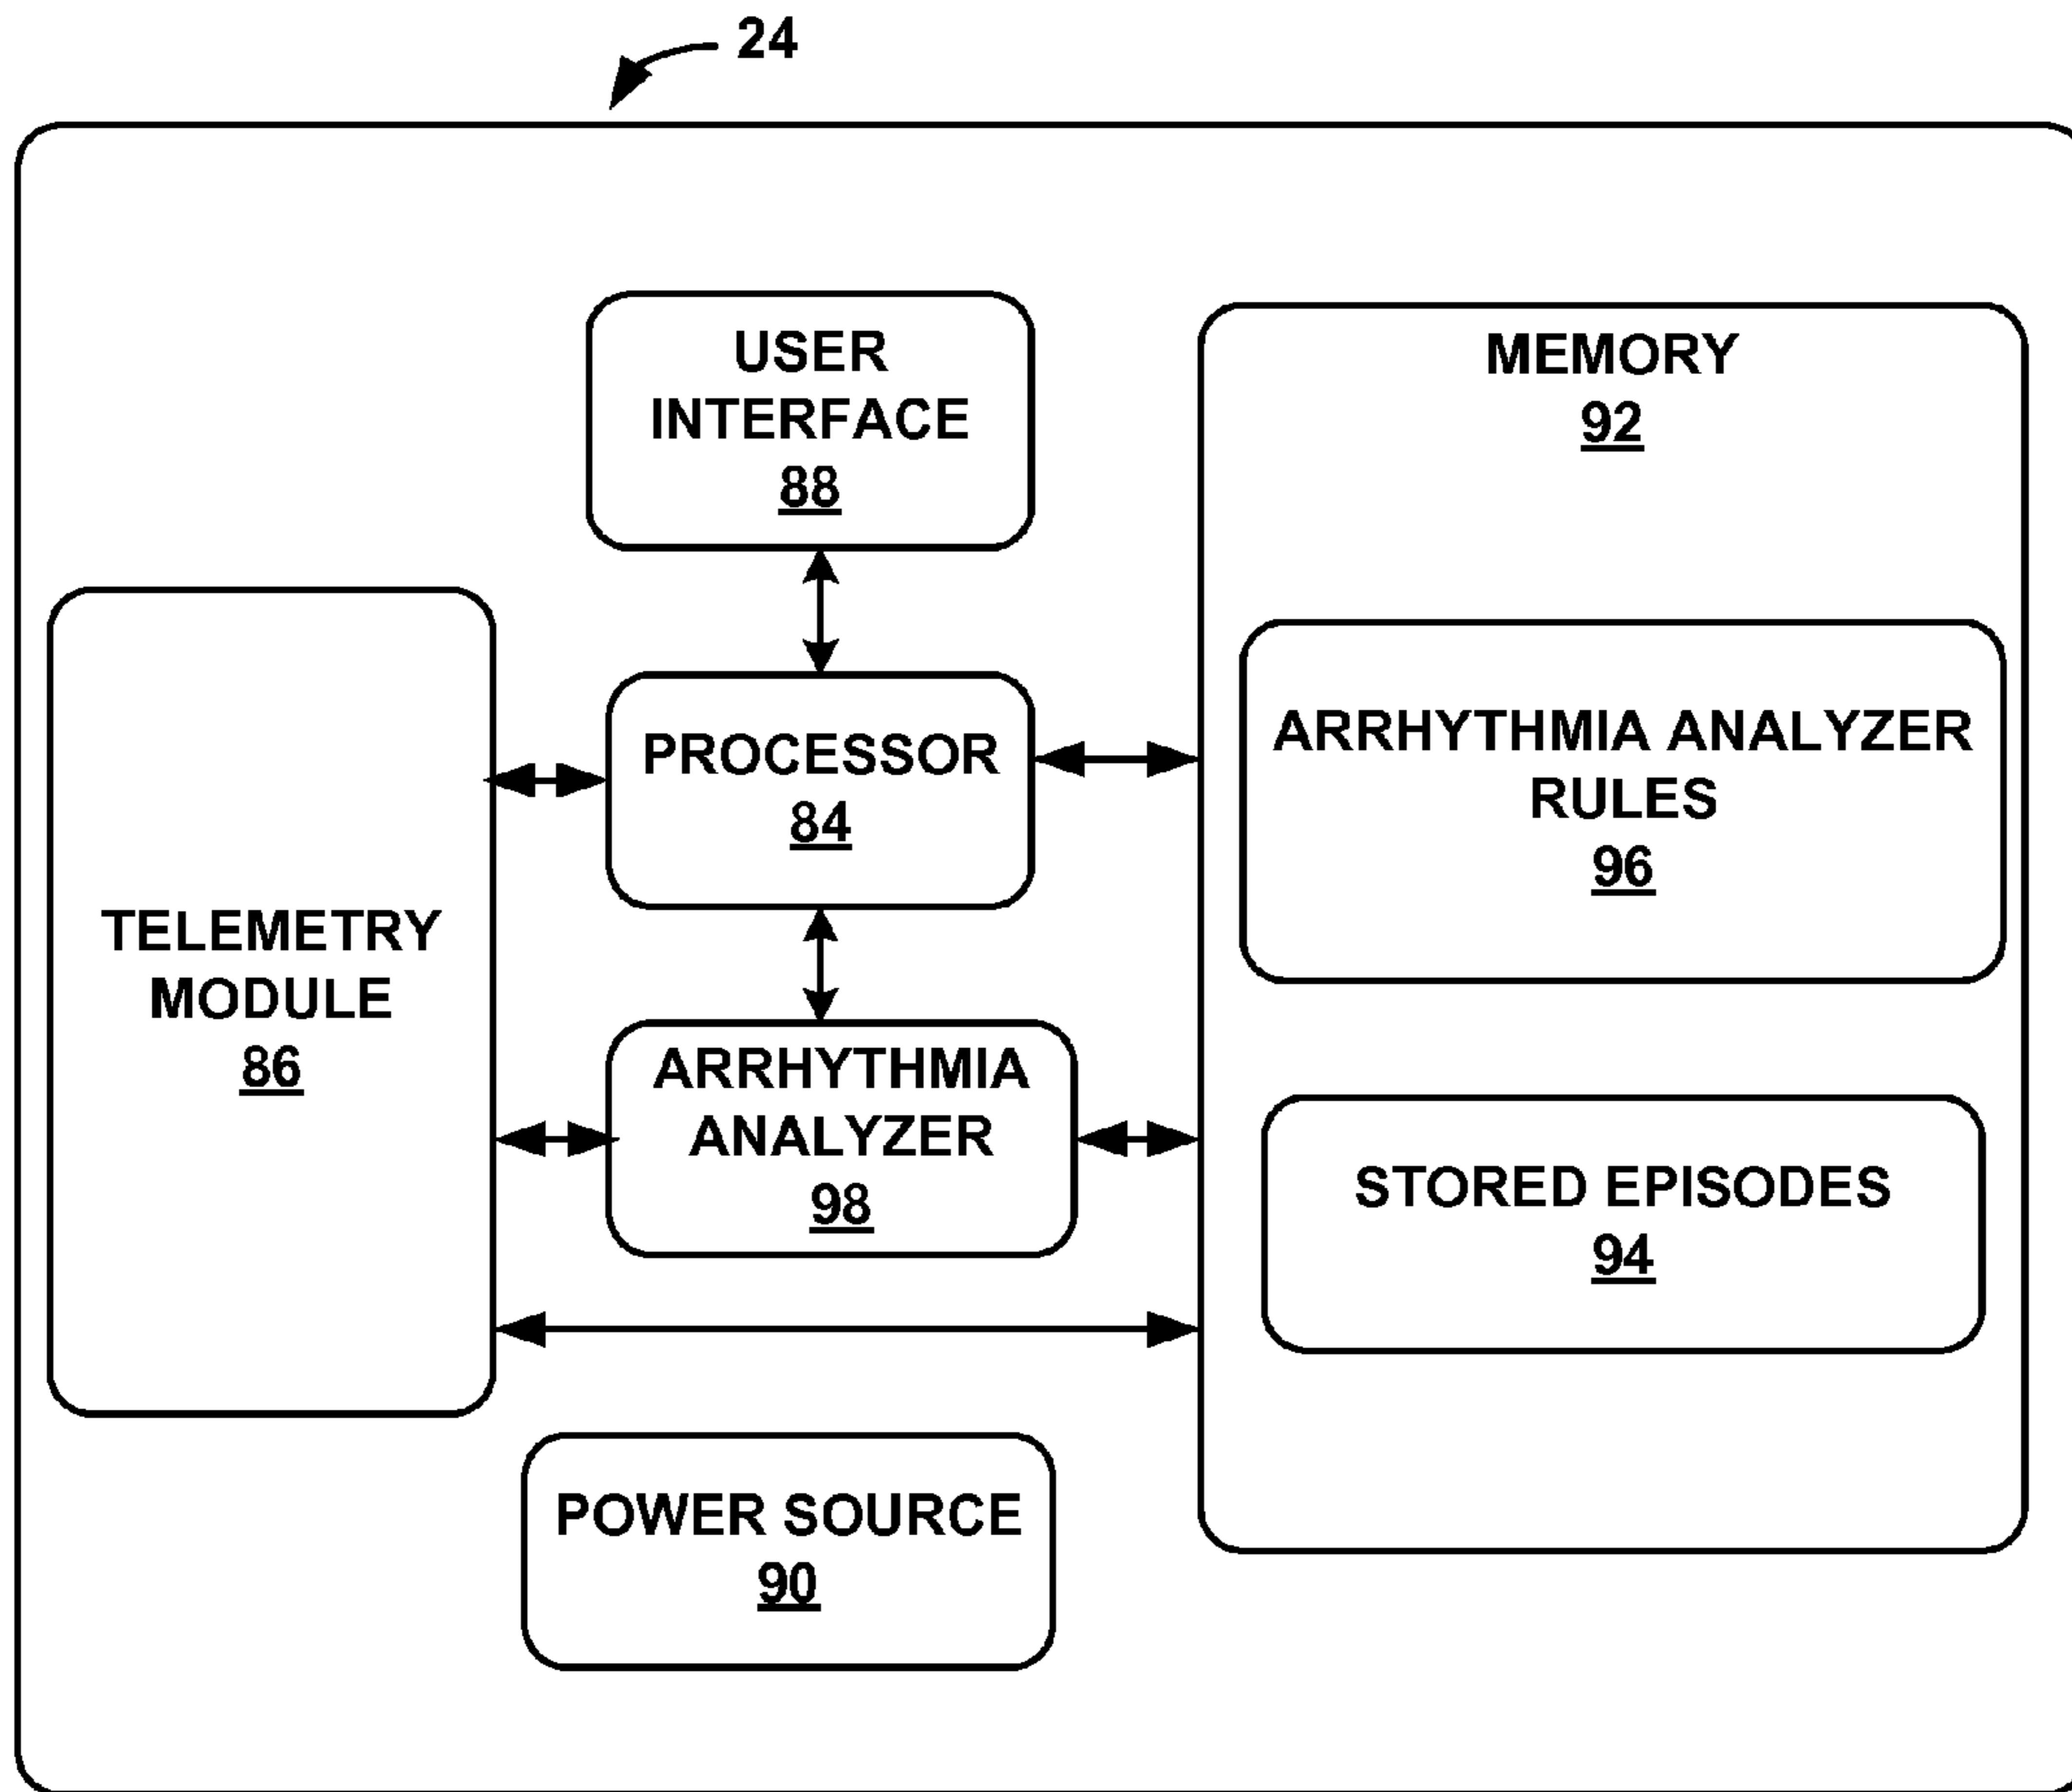 24
USER
INTERFACE
88
MEMORY
92
PROCESSOR
84
ARRHYTHMIA ANALYZER
RULES
96
TELEMETRY
MODULE
86
ARRHYTHMIA
ANALYZER
98
STORED EPISODES
94
POWER SOURCE
90